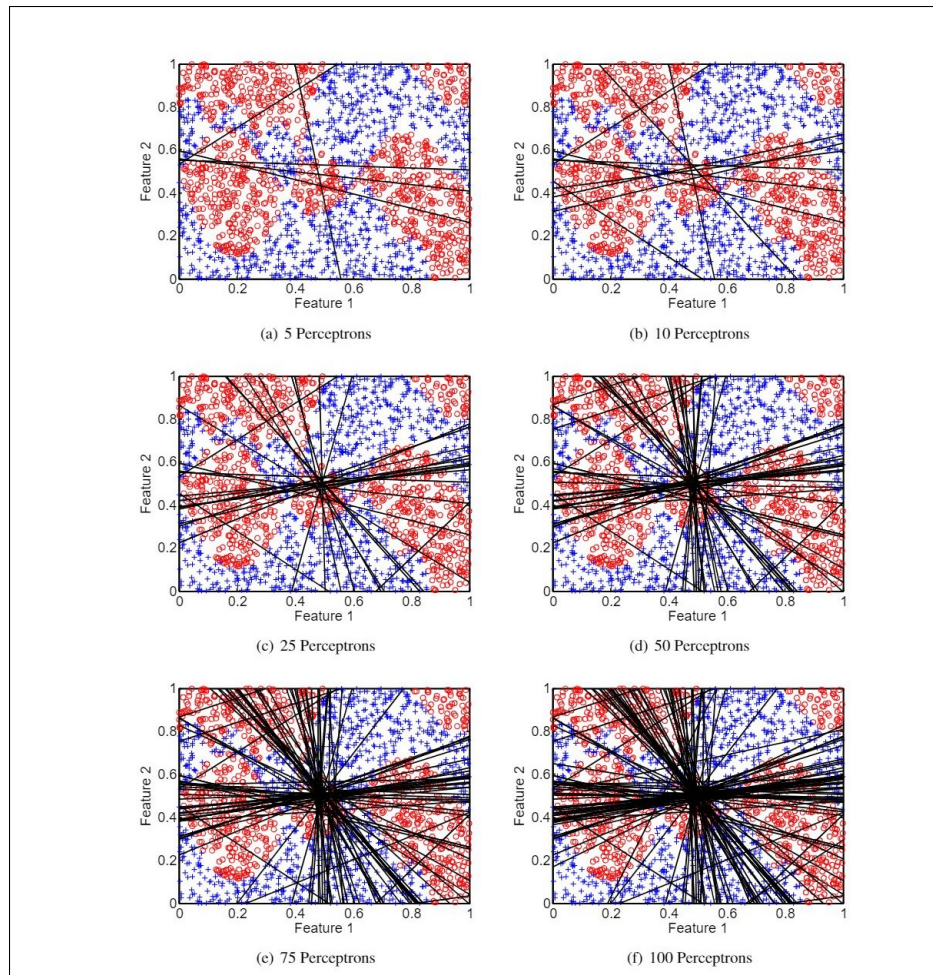 1
0.8
0.6
0.4
0.2
0
Feature 2
0 0.2 0.4 0.6 0.8 1
Feature 1
(a) 5 Perceptrons
1
0.8
0.6
0.4
0.2
0
Feature 2
0 0.2 0.4 0.6 0.8 1
Feature 1
(b) 10 Perceptrons
1
0.8
0.6
0.4
0.2
0
Feature 2
0 0.2 0.4 0.6 0.8 1
Feature 1
(c) 25 Perceptrons
1
0.8
0.6
0.4
0.2
0
Feature 2
0 0.2 0.4 0.6 0.8 1
Feature 1
(d) 50 Perceptrons
1
0.8
0.6
0.4
0.2
0
Feature 2
0 0.2 0.4 0.6 0.8 1
Feature 1
(e) 75 Perceptrons
1
0.8
0.6
0.4
0.2
0
Feature 2
0 0.2 0.4 0.6 0.8 1
Feature 1
(f) 100 Perceptrons